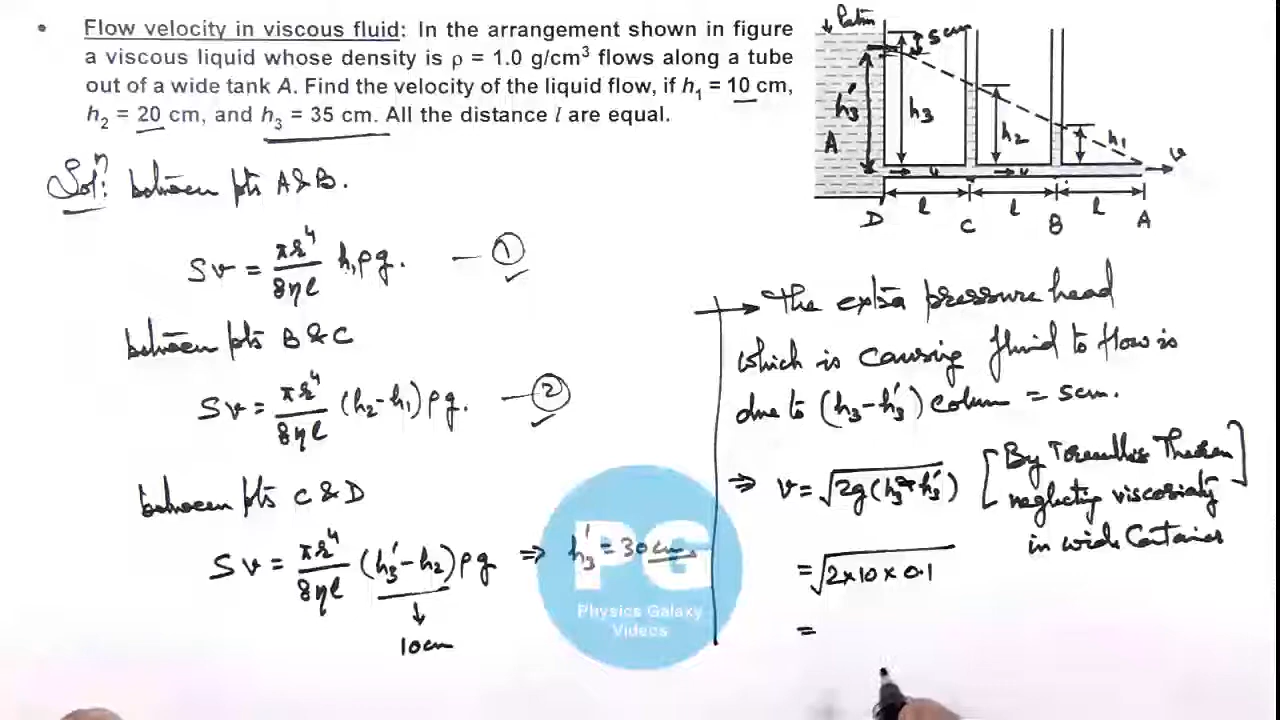 • Flow velocity in viscous fluid: In the arrangement shown in figure
a viscous liquid whose density is ρ = 1.0 g/cm³ flows along a tube
out of a wide tank A. Find the velocity of the liquid flow, if h₁ = 10 cm,
h₂ = 20 cm, and h₃ = 35 cm. All the distance l are equal.
Solⁿ: between pts A & B.
Sv = πr⁴/8ηl h₁ρg. — ①
between pts B & C
Sv = πr⁴/8ηl (h₂-h₁)ρg. — ②
between pts C & D
Sv = πr⁴/8ηl (h₃'-h₂)ρg ⇒ h₃' = 30cm.
↓
10cm
Patm
5cm
h₃'
h₃
h₂
h₁
A
v
v
v
l l l
D C B A
→ The extra pressure head
which is causing fluid to flow is
due to (h₃-h₃') column = 5cm.
⇒ v = √2g(h₃-h₃') [By Toricelli's Theorem
neglecting viscosiaty]
in wide Container
= √2×10×0.1
=
PG
Physics Galaxy
Videos